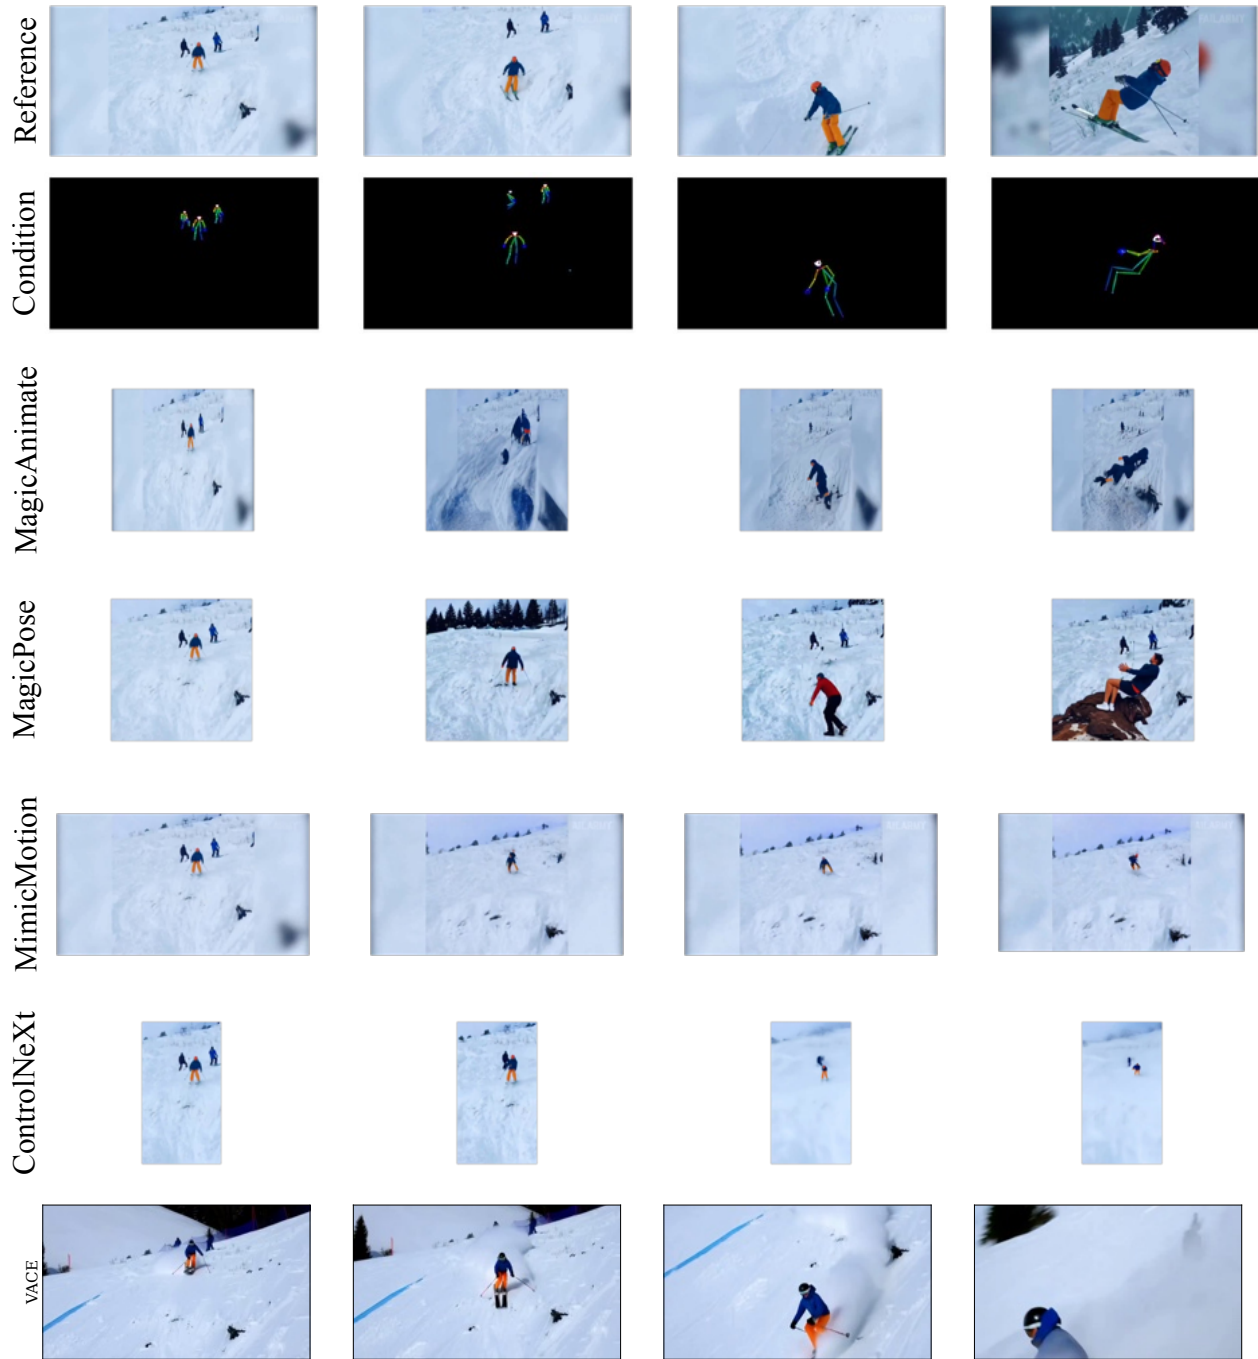 Reference
Condition
MagicAnimate
MagicPose
MimicMotion
ControlNeXt
VACE